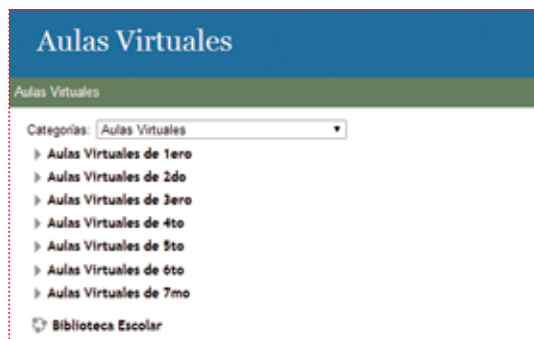 Aulas Virtuales
Aulas Virtuales
Categorías: Aulas Virtuales
Aulas Virtuales de 1ero
Aulas Virtuales de 2do
Aulas Virtuales de 3ero
Aulas Virtuales de 4to
Aulas Virtuales de 5to
Aulas Virtuales de 6to
Aulas Virtuales de 7mo
Biblioteca Escolar